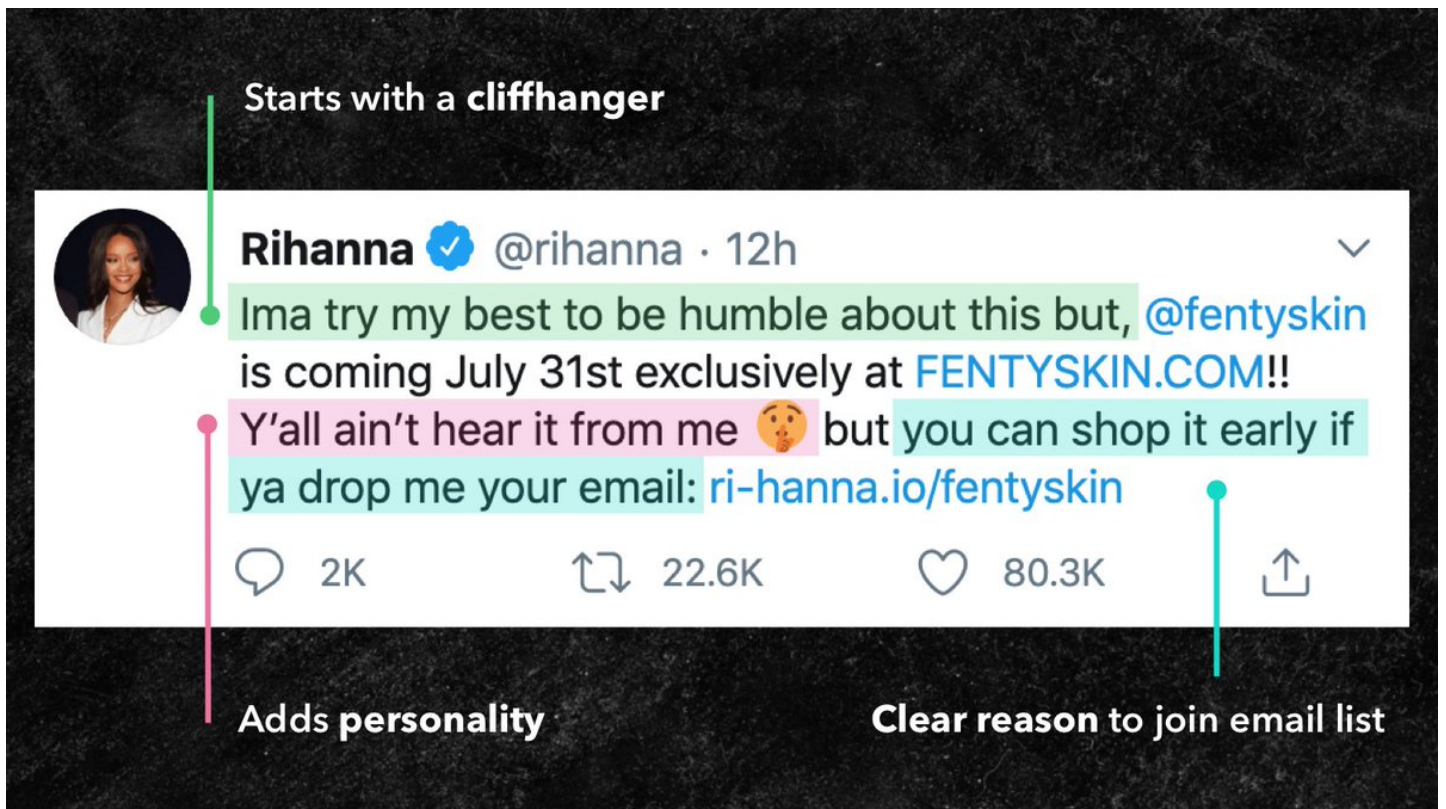 Starts with a cliffhanger
Rihanna @rihanna · 12h
Ima try my best to be humble about this but, @fentyskin
is coming July 31st exclusively at FENTYSKIN.COM!!
Y’all ain’t hear it from me 🤫 but you can shop it early if
ya drop me your email: ri-hanna.io/fentyskin
2K 22.6K 80.3K
Adds personality
Clear reason to join email list